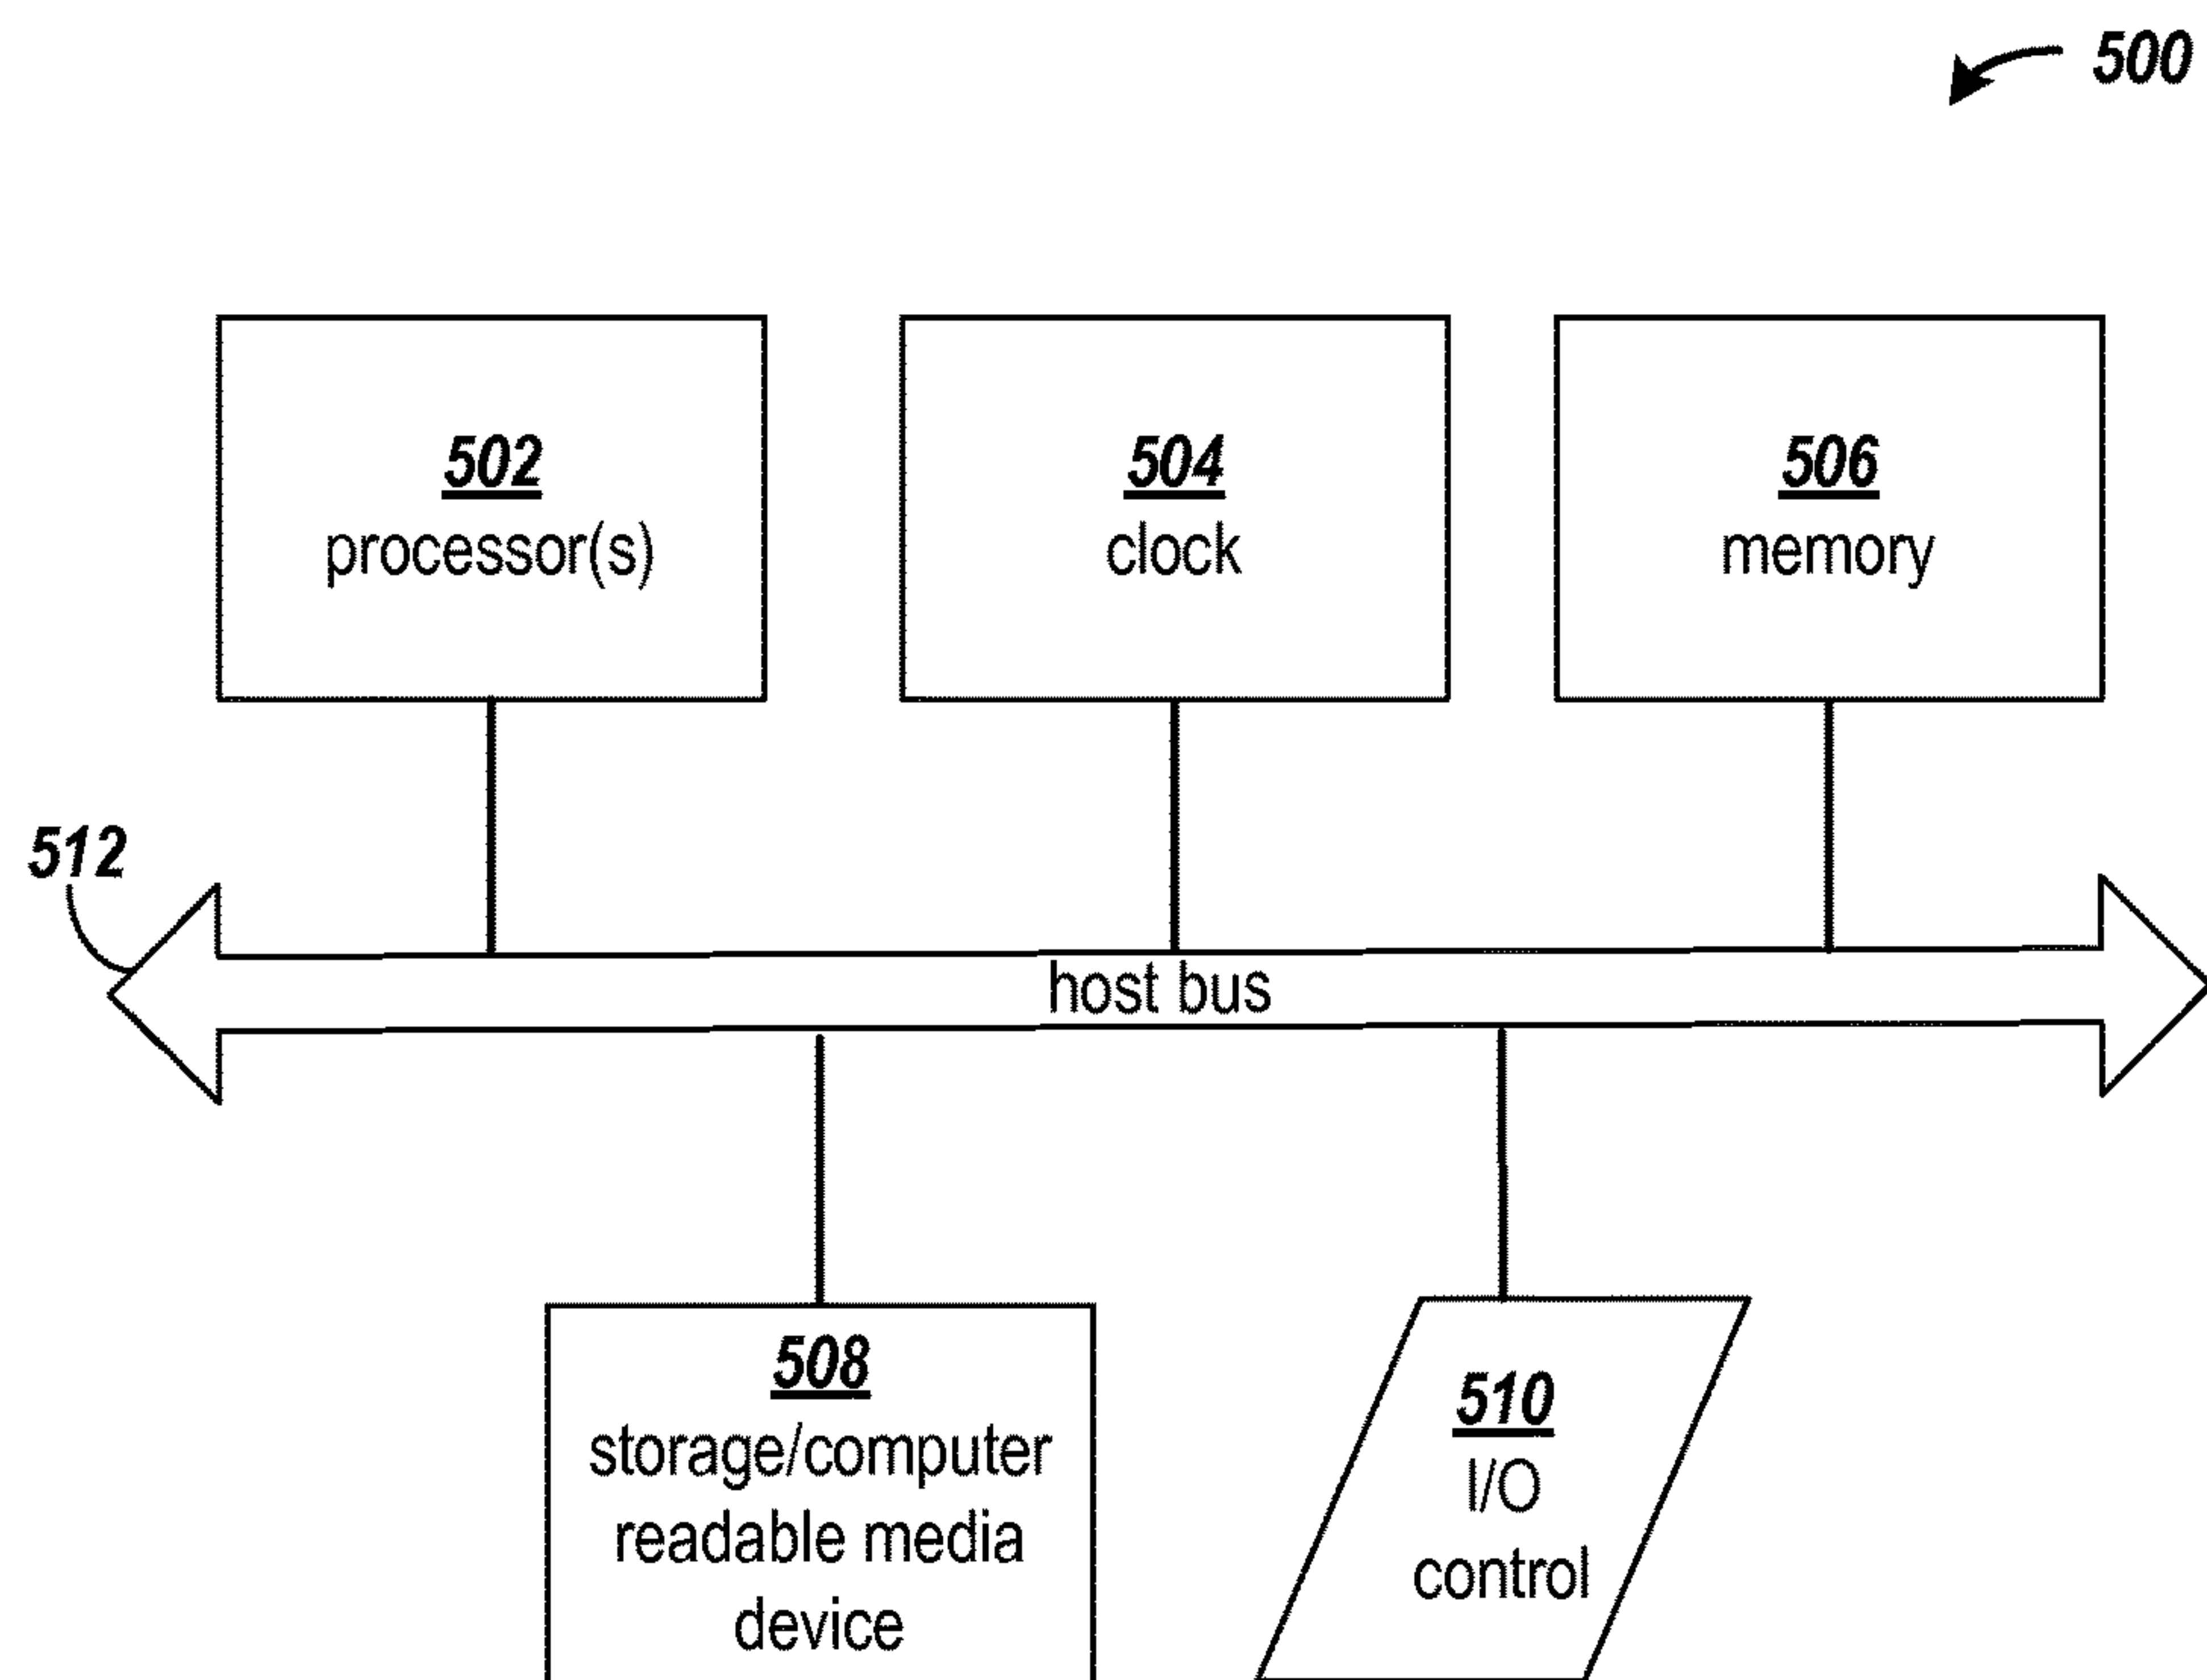 500
502
processor(s)
504
clock
506
memory
512
host bus
508
storage/computer
readable media
device
510
I/O
control